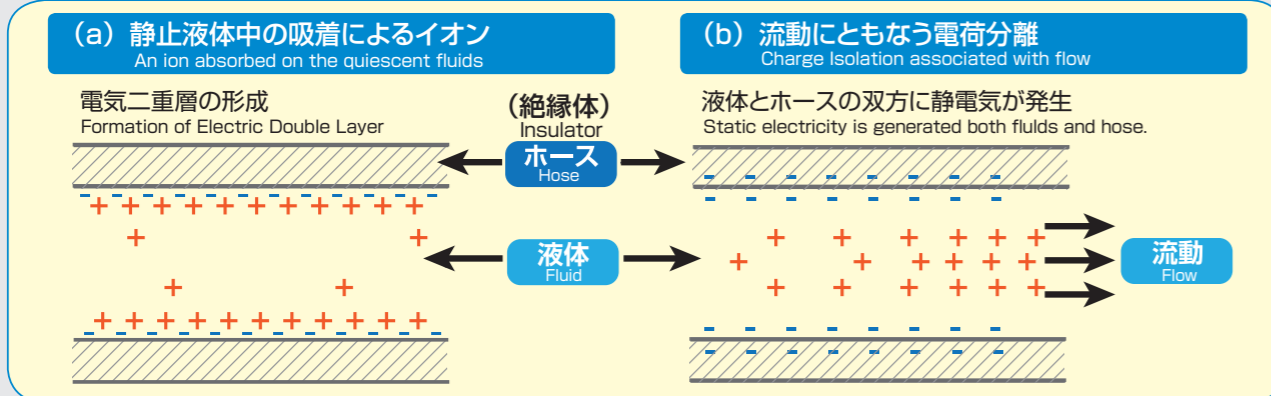 (a) 静止液体中の吸着によるイオン
An ion absorbed on the quiescent fluids
電気二重層の形成
Formation of Electric Double Layer
(絶縁体)
Insulator
ホース
Hose
液体
Fluid
(b) 流動にともなう電荷分離
Charge Isolation associated with flow
液体とホースの双方に静電気が発生
Static electricity is generated both flulds and hose.
流動
Flow